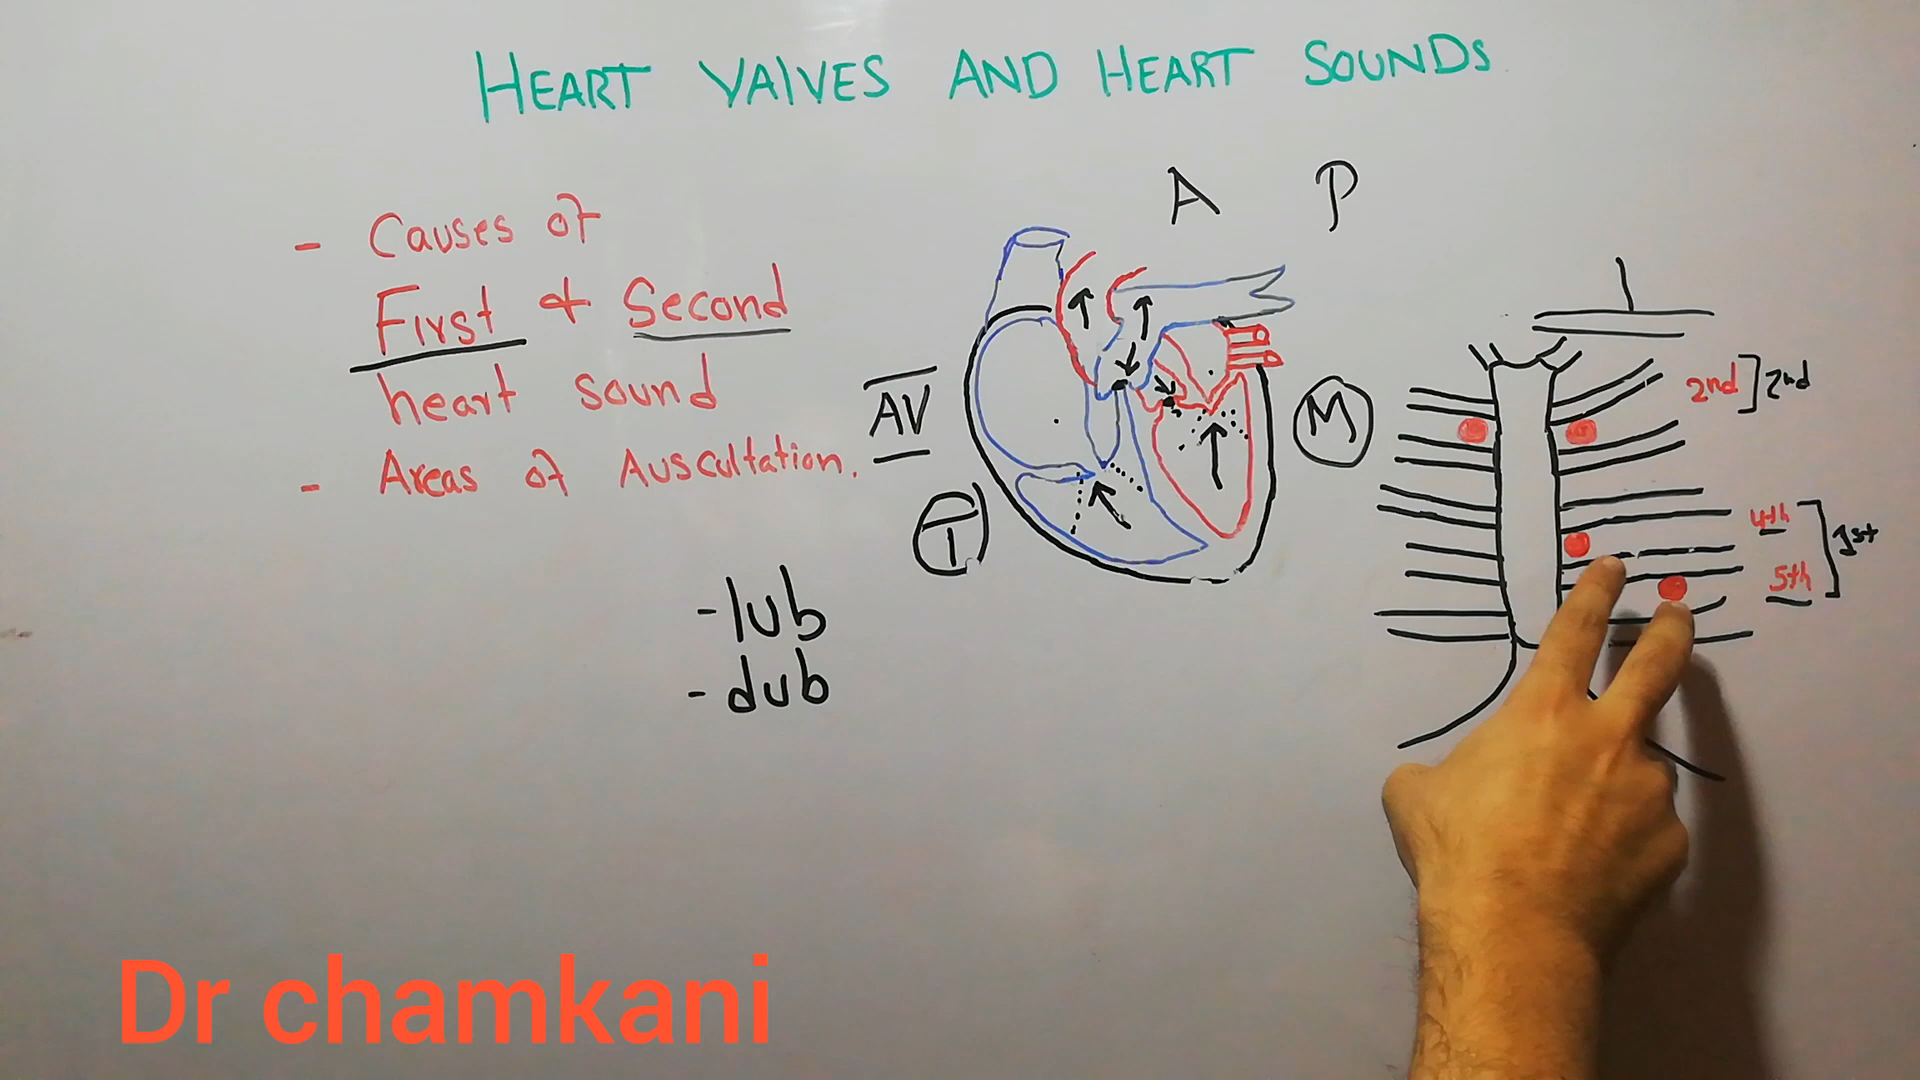 HEART VALVES AND HEART SOUNDS
- Causes of
First & Second
heart sound
- Areas of Auscultation.
- lub
- dub
A P
AV
T
M
2nd
2nd
4th
5th
1st
Dr chamkani